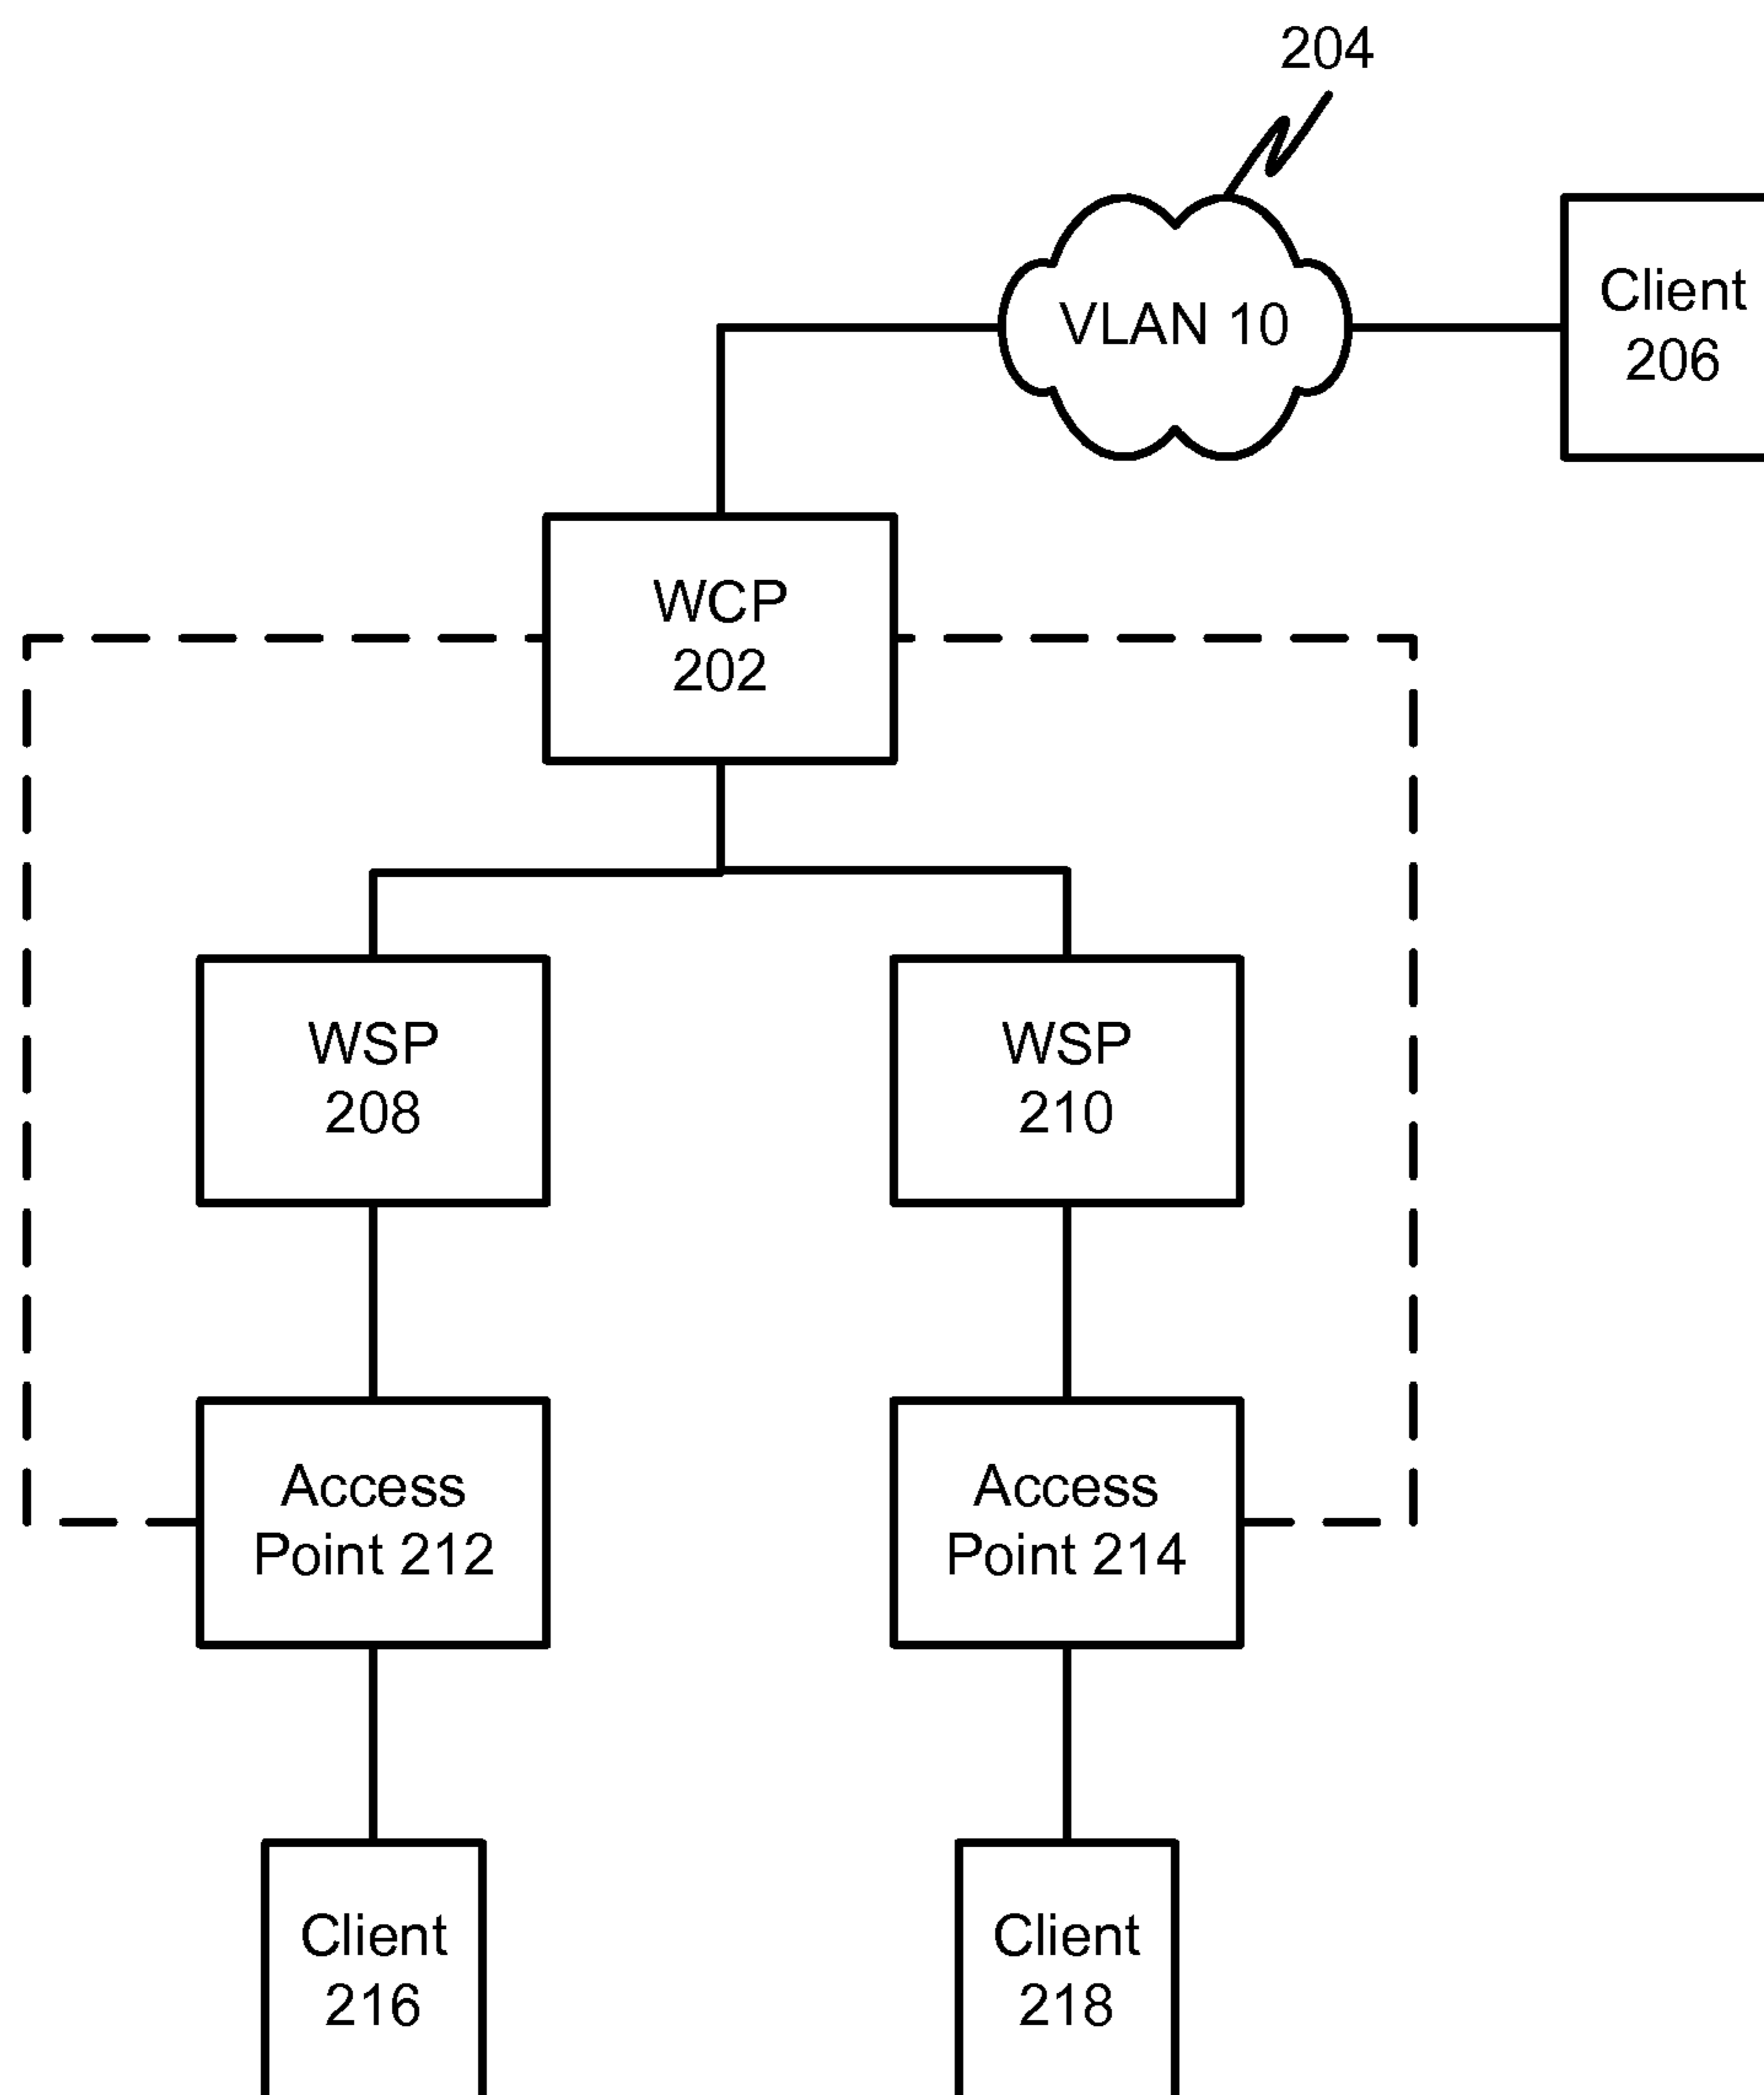 204
VLAN 10
Client
206
WCP
202
WSP
208
WSP
210
Access
Point 212
Access
Point 214
Client
216
Client
218